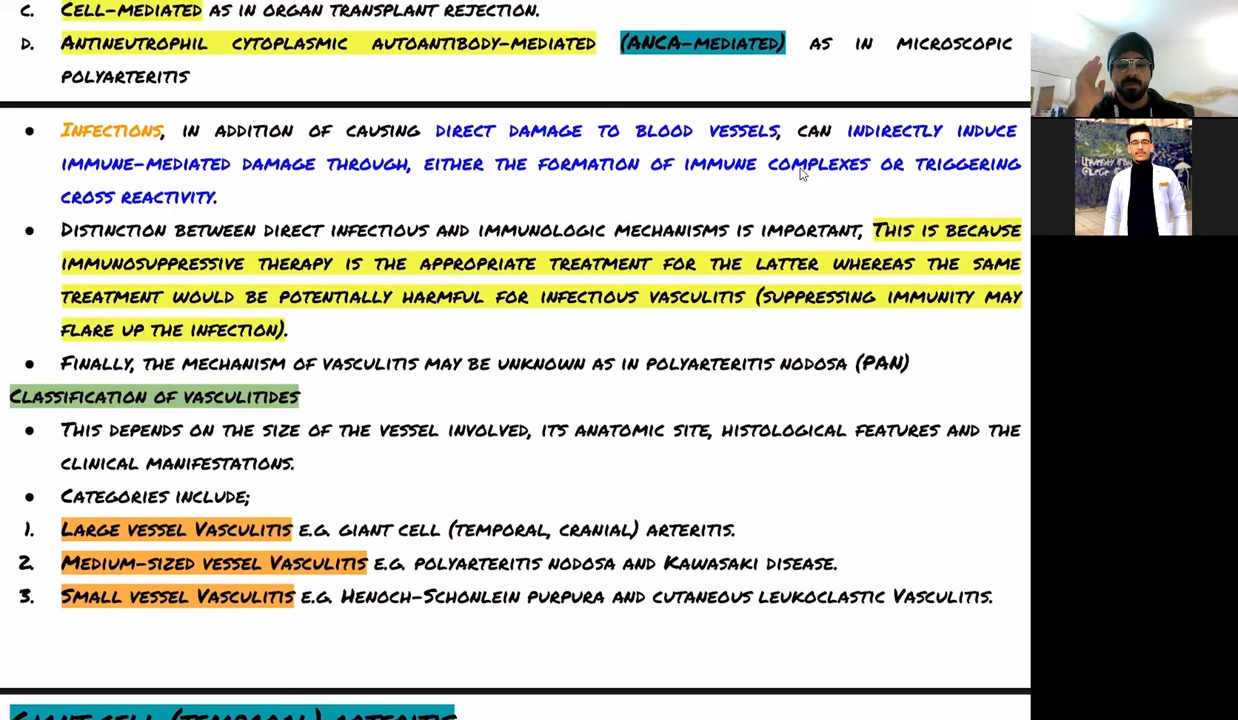 C. CELL-MEDIATED AS IN ORGAN TRANSPLANT REJECTION.
D. ANTINEUTROPHIL CYTOPLASMIC AUTOANTIBODY-MEDIATED (ANCA-MEDIATED) AS IN MICROSCOPIC
POLYARTERITIS
• INFECTIONS, IN ADDITION OF CAUSING DIRECT DAMAGE TO BLOOD VESSELS, CAN INDIRECTLY INDUCE
IMMUNE-MEDIATED DAMAGE THROUGH, EITHER THE FORMATION OF IMMUNE COMPLEXES OR TRIGGERING
CROSS REACTIVITY.
• DISTINCTION BETWEEN DIRECT INFECTIOUS AND IMMUNOLOGIC MECHANISMS IS IMPORTANT, THIS IS BECAUSE
IMMUNOSUPPRESSIVE THERAPY IS THE APPROPRIATE TREATMENT FOR THE LATTER WHEREAS THE SAME
TREATMENT WOULD BE POTENTIALLY HARMFUL FOR INFECTIOUS VASCULITIS (SUPPRESSING IMMUNITY MAY
FLARE UP THE INFECTION).
• FINALLY, THE MECHANISM OF VASCULITIS MAY BE UNKNOWN AS IN POLYARTERITIS NODOSA (PAN)
CLASSIFICATION OF VASCULITIDES
• THIS DEPENDS ON THE SIZE OF THE VESSEL INVOLVED, ITS ANATOMIC SITE, HISTOLOGICAL FEATURES AND THE
CLINICAL MANIFESTATIONS.
• CATEGORIES INCLUDE;
1. LARGE VESSEL VASCULITIS E.G. GIANT CELL (TEMPORAL, CRANIAL) ARTERITIS.
2. MEDIUM-SIZED VESSEL VASCULITIS E.G. POLYARTERITIS NODOSA AND KAWASAKI DISEASE.
3. SMALL VESSEL VASCULITIS E.G. HENOCH-SCHONLEIN PURPURA AND CUTANEOUS LEUKOCLASTIC VASCULITIS.
GIANT CELL (TEMPORAL) ARTERITIS